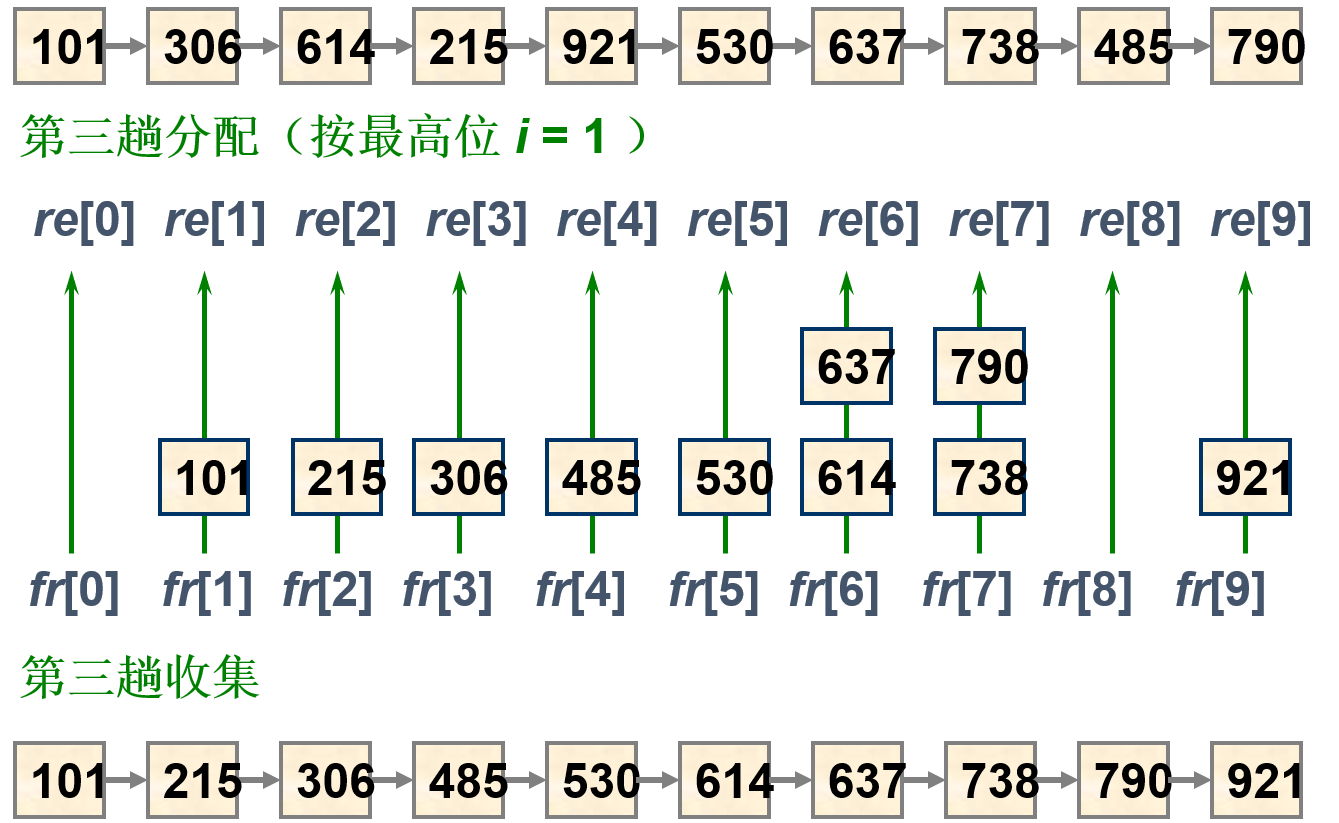 101 306 614 215 921 530 637 738 485 790
第三趟分配（按最高位 i = 1 ）
re[0] re[1] re[2] re[3] re[4] re[5] re[6] re[7] re[8] re[9]
637 790
101 215 306 485 530 614 738 921
fr[0] fr[1] fr[2] fr[3] fr[4] fr[5] fr[6] fr[7] fr[8] fr[9]
第三趟收集
101 215 306 485 530 614 637 738 790 921